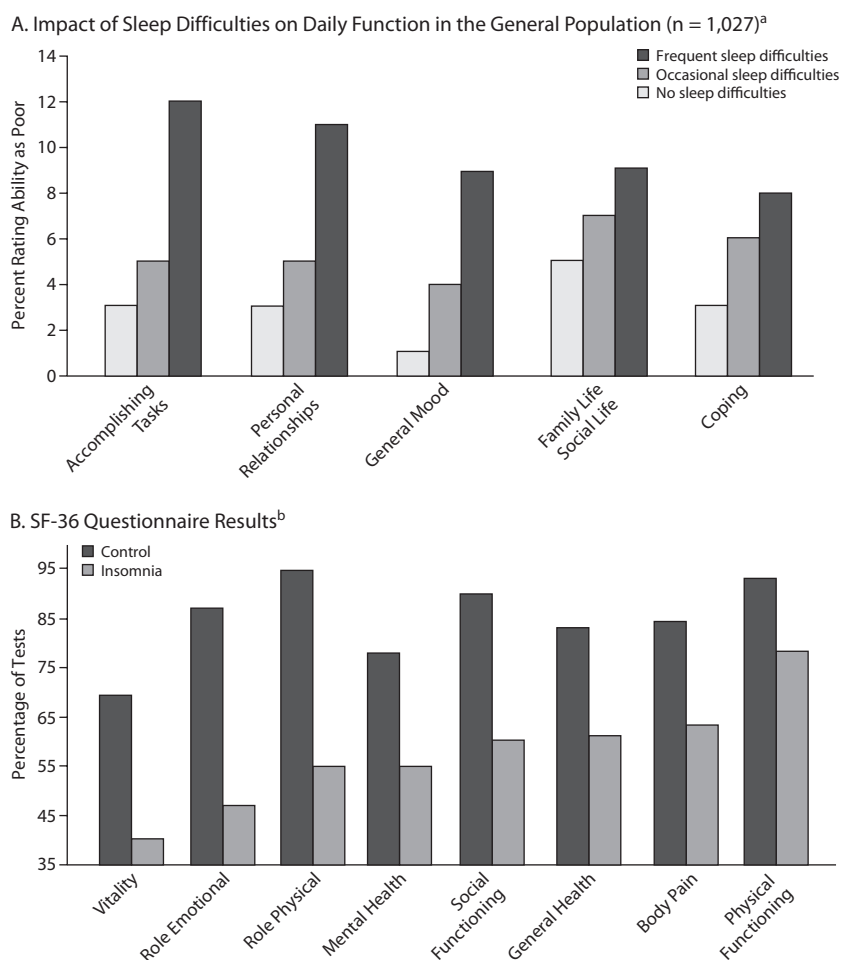 A. Impact of Sleep Difficulties on Daily Function in the General Population (n = 1,027)a
14
12
10
8
6
4
2
0
Percent Rating Ability as Poor
Frequent sleep difficulties
Occasional sleep difficulties
No sleep difficulties
Accomplishing
Tasks
Personal
Relationships
General Mood
Family Life
Social Life
Coping
B. SF-36 Questionnaire Resultsb
95
85
75
65
55
45
35
Percentage of Tests
Control
Insomnia
Vitality
Role Emotional
Role Physical
Mental Health
Social
Functioning
General Health
Body Pain
Physical
Functioning